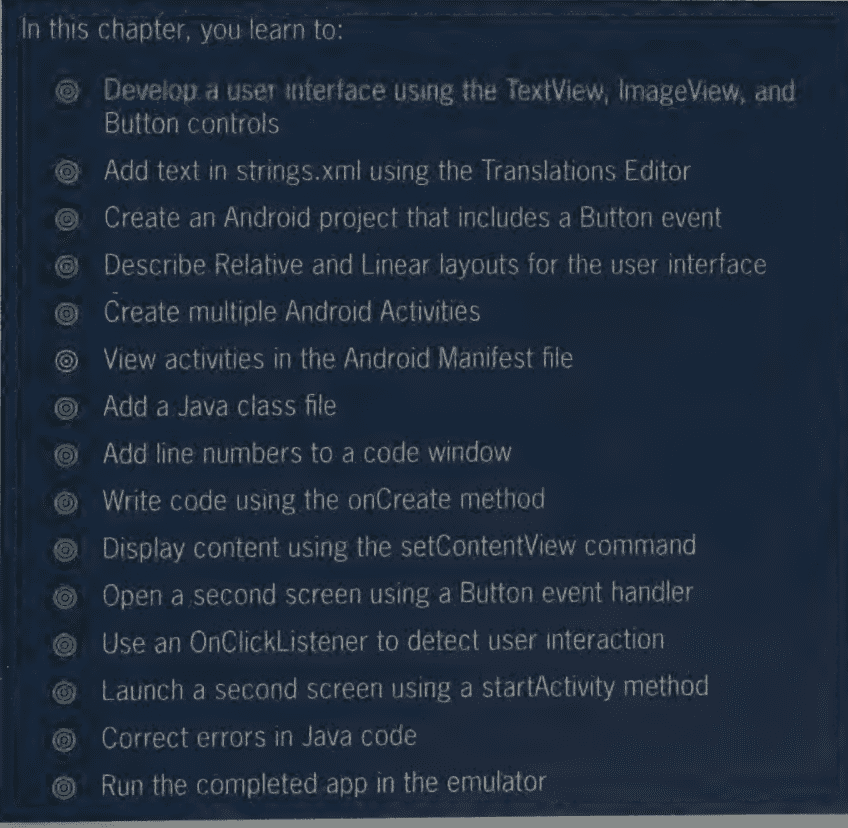 In this chapter, you learn to:
Develop a user interface using the TextView, ImageView, and
Button controls
Add text in strings.xml using the Translations Editor
Create an Android project that includes a Button event
Describe Relative and Linear layouts for the user interface
Create multiple Android Activities
View activities in the Android Manifest file
Add a Java class file
Add line numbers to a code window
Write code using the onCreate method
Display content using the setContentView command
Open a second screen using a Button event handler
Use an OnClickListener to detect user interaction
Launch a second screen using a startActivity method
Correct errors in Java code
Run the completed app in the emulator